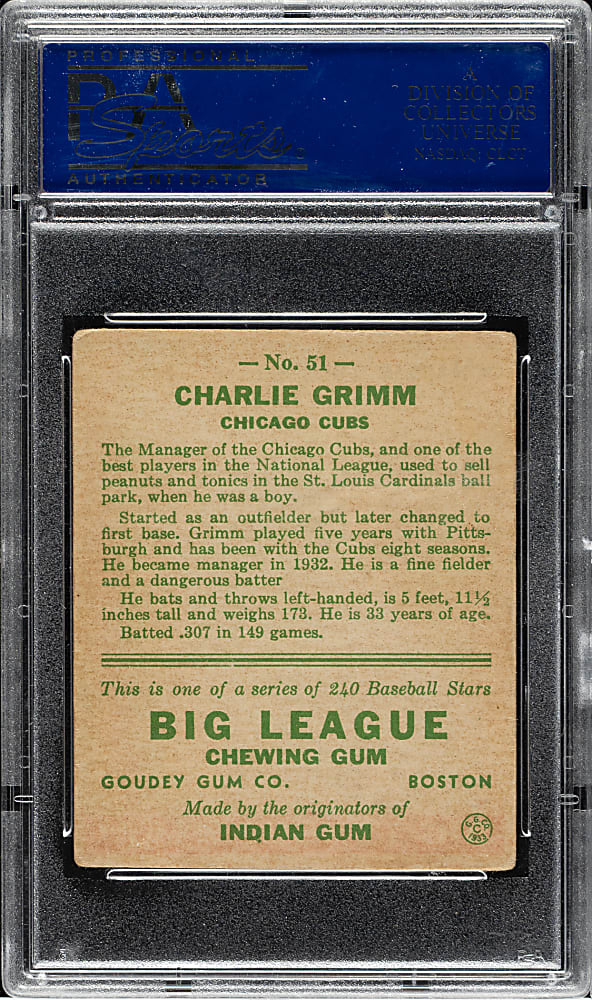 PROFESSIONAL
PSA
Sports
AUTHENTICATOR
A
DIVISION OF
COLLECTORS
UNIVERSE
NASDAQ: CLCT
— No. 51 —
CHARLIE GRIMM
CHICAGO CUBS
The Manager of the Chicago Cubs, and one of the
best players in the National League, used to sell
peanuts and tonics in the St. Louis Cardinals ball
park, when he was a boy.
Started as an outfielder but later changed to
first base. Grimm played five years with Pitts-
burgh and has been with the Cubs eight seasons.
He became manager in 1932. He is a fine fielder
and a dangerous batter
He bats and throws left-handed, is 5 feet, 11½
inches tall and weighs 173. He is 33 years of age.
Batted .307 in 149 games.
This is one of a series of 240 Baseball Stars
BIG LEAGUE
CHEWING GUM
GOUDEY GUM CO. BOSTON
Made by the originators of
INDIAN GUM
G. G. CO.
C
1933
PSA